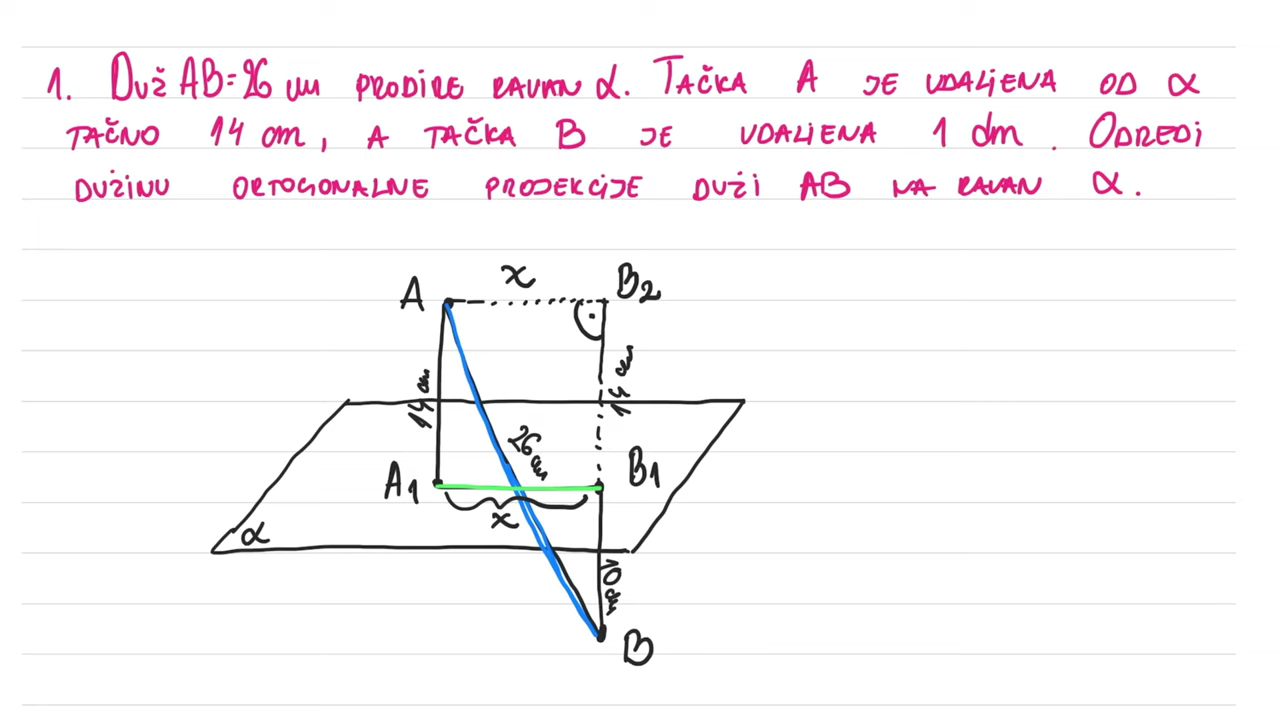 1. DUŽ AB=26 cm PRODIRE RAVAN α. TAČKA A JE UDALJENA OD α
TAČNO 14 cm, A TAČKA B JE UDALJENA 1 dm. ODREDI
DUŽINU ORTOGONALNE PROJEKCIJE DUŽI AB NA RAVAN α.
A x B2
14 cm 14 cm
26 cm
A1 B1
x
α
10 cm
B